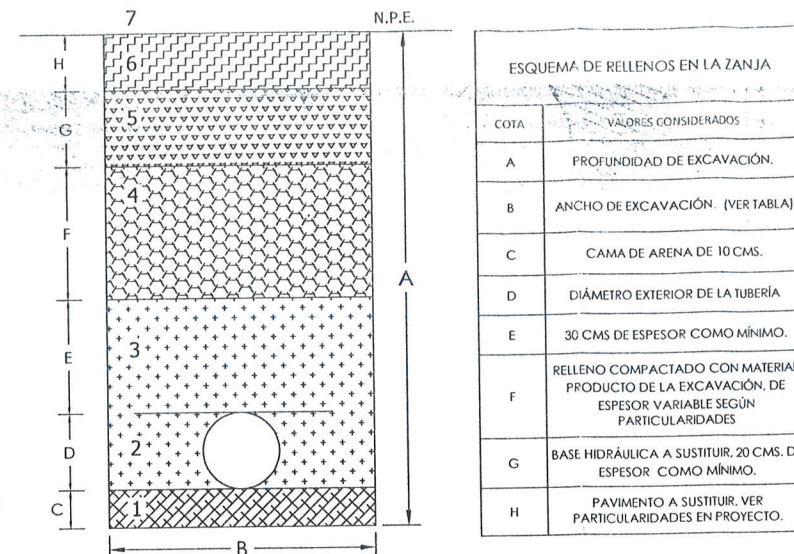 7
N.P.E.
H
6
G
5
F
4
A
E
3
D
2
C
1
B
ESQUEMA DE RELLENOS EN LA ZANJA
COTA
VALORES CONSIDERADOS
A
PROFUNDIDAD DE EXCAVACIÓN.
B
ANCHO DE EXCAVACIÓN. (VER TABLA)
C
CAMA DE ARENA DE 10 CMS.
D
DIÁMETRO EXTERIOR DE LA TUBERÍA
E
30 CMS DE ESPESOR COMO MÍNIMO.
F
RELLENO COMPACTADO CON MATERIAL
PRODUCTO DE LA EXCAVACIÓN, DE
ESPESOR VARIABLE SEGÚN
PARTICULARIDADES
G
BASE HIDRÁULICA A SUSTITUIR, 20 CMS. D
ESPESOR COMO MÍNIMO.
H
PAVIMENTO A SUSTITUIR, VER
PARTICULARIDADES EN PROYECTO.